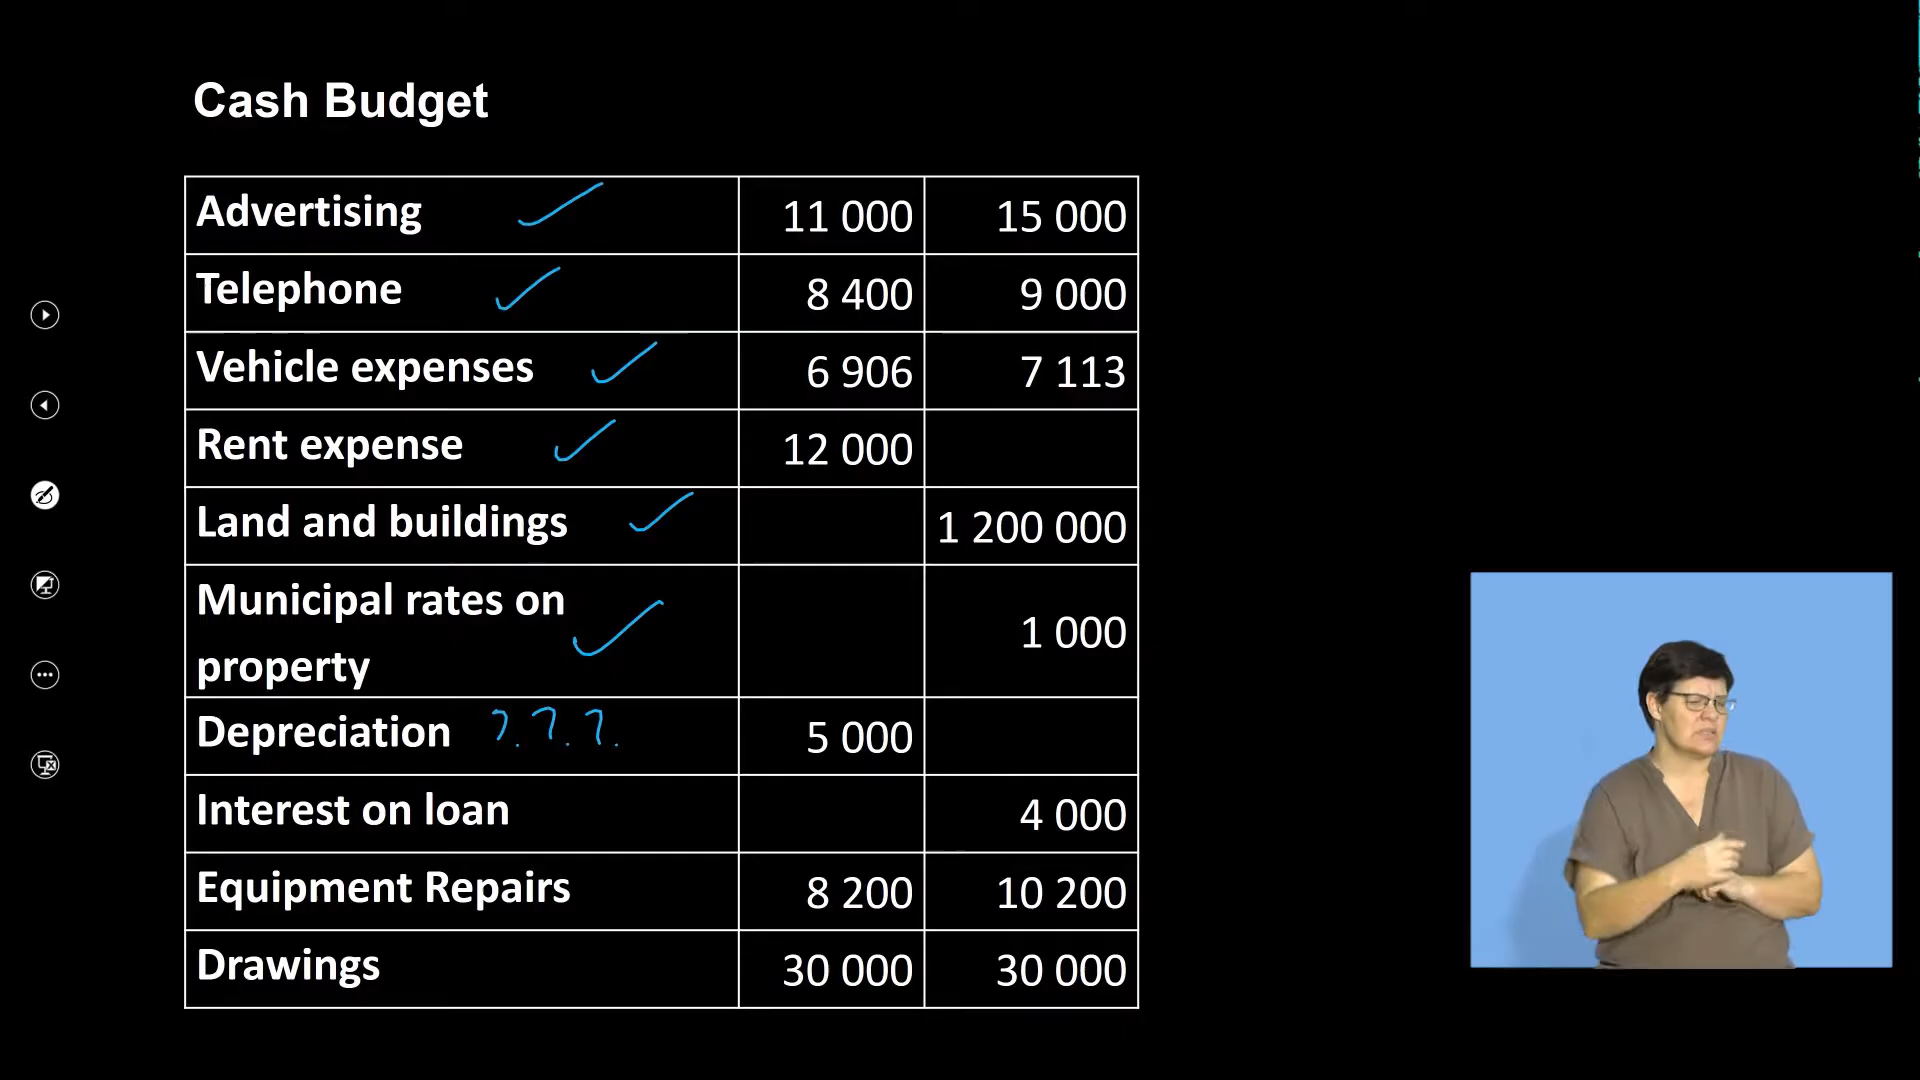 Cash Budget
Advertising 11 000 15 000
Telephone 8 400 9 000
Vehicle expenses 6 906 7 113
Rent expense 12 000
Land and buildings 1 200 000
Municipal rates on
property 1 000
Depreciation ? ? ? 5 000
Interest on loan 4 000
Equipment Repairs 8 200 10 200
Drawings 30 000 30 000